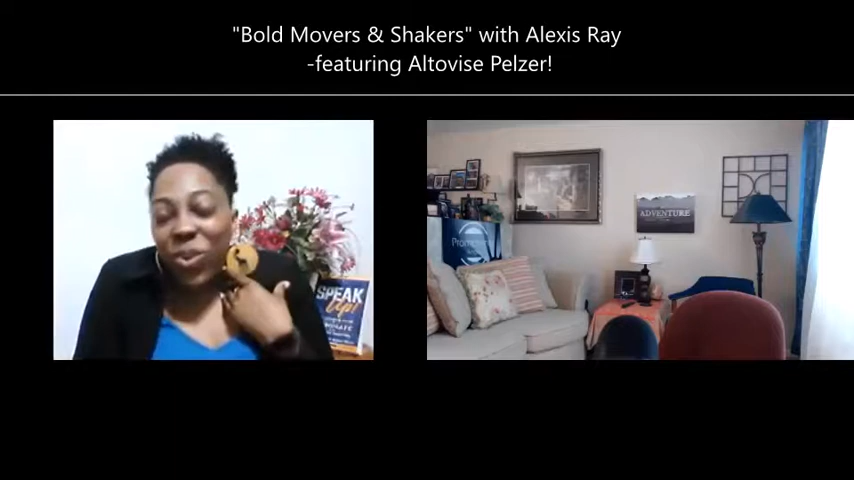 "Bold Movers & Shakers" with Alexis Ray
-featuring Altovise Pelzer!
ADVENTURE
SPEAK
Up!